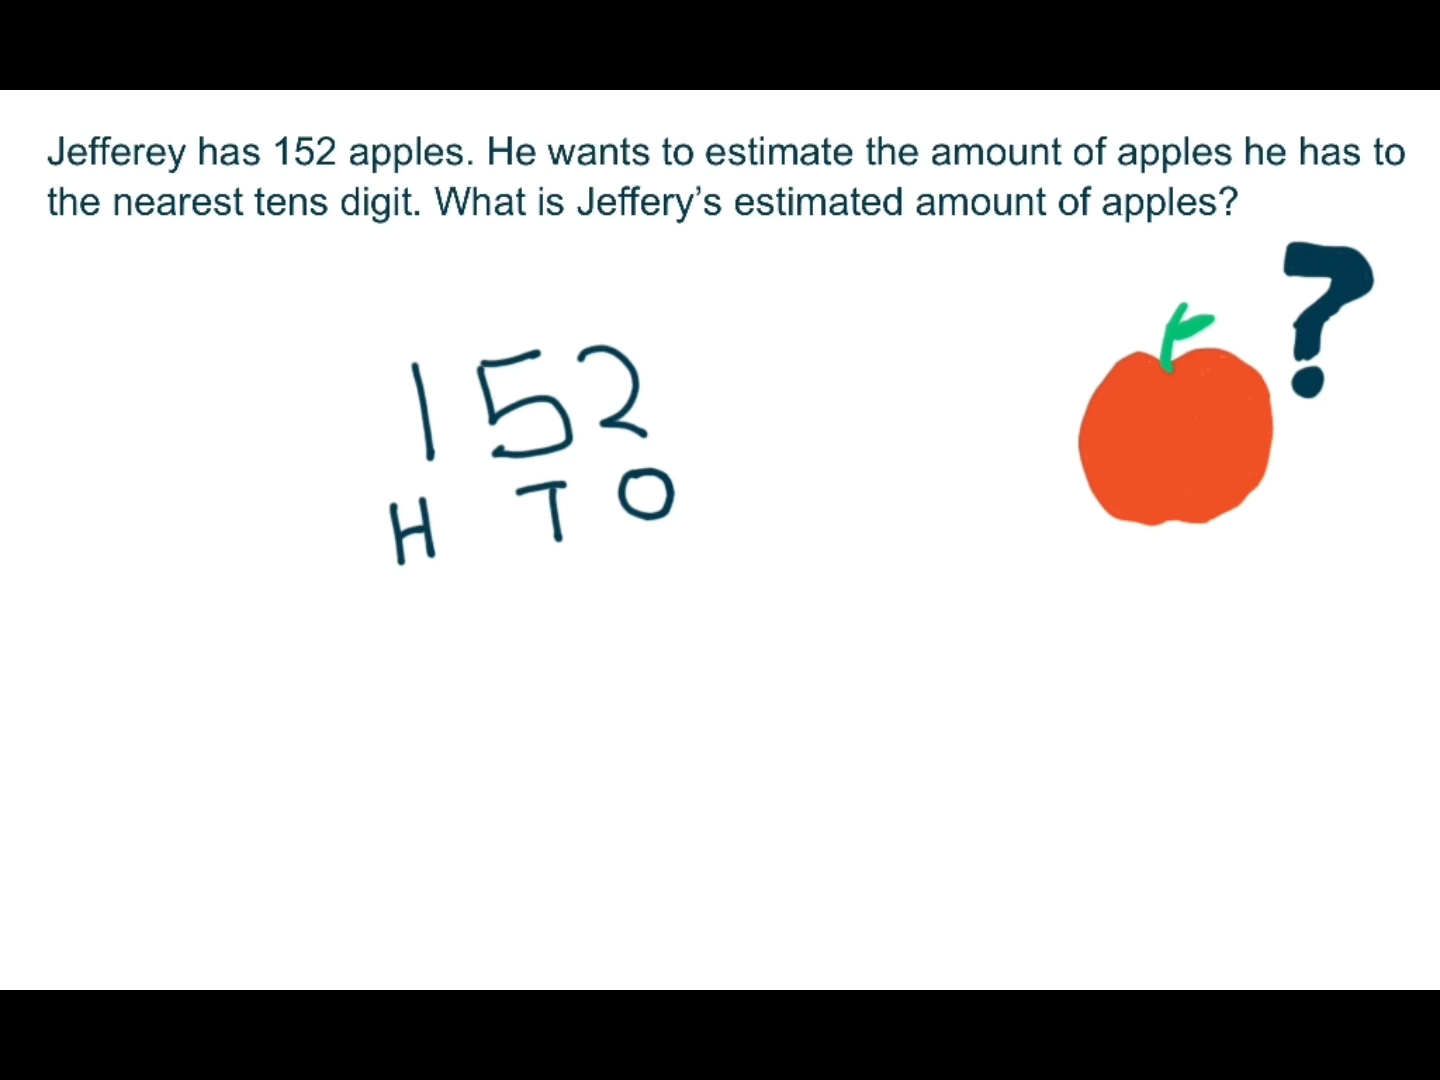 Jefferey has 152 apples. He wants to estimate the amount of apples he has to
the nearest tens digit. What is Jeffery’s estimated amount of apples?
?
152
H T O